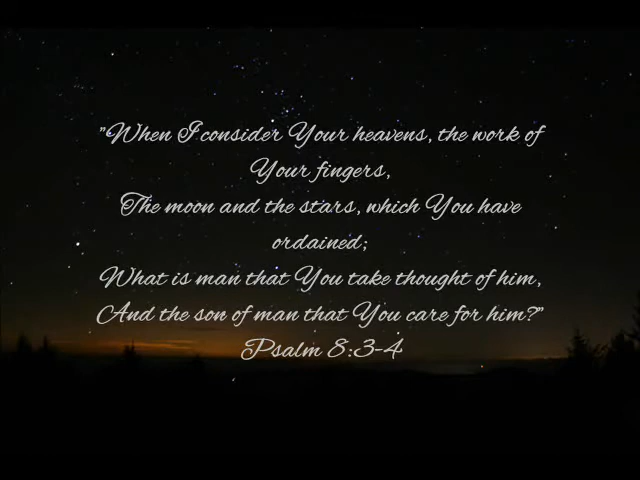 "When I consider Your heavens, the work of
Your fingers,
The moon and the stars, which You have
ordained;
What is man that You take thought of him,
And the son of man that You care for him?"
Psalm 8:3-4